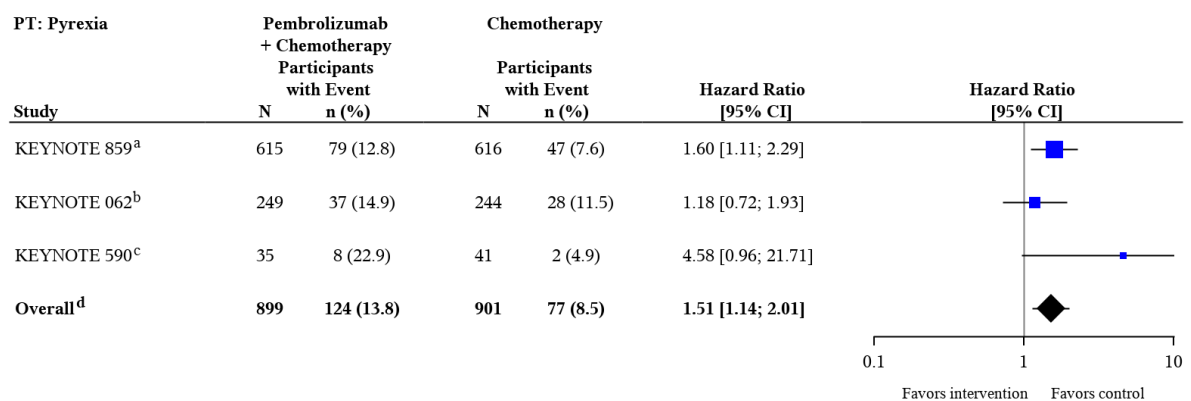 PT: Pyrexia Pembrolizumab Chemotherapy
+ Chemotherapy
Participants Participants
with Event with Event Hazard Ratio Hazard Ratio
Study N n (%) N n (%) [95% CI] [95% CI]
KEYNOTE 859a 615 79 (12.8) 616 47 (7.6) 1.60 [1.11; 2.29]
KEYNOTE 062b 249 37 (14.9) 244 28 (11.5) 1.18 [0.72; 1.93]
KEYNOTE 590c 35 8 (22.9) 41 2 (4.9) 4.58 [0.96; 21.71]
Overalld 899 124 (13.8) 901 77 (8.5) 1.51 [1.14; 2.01]
0.1 1 10
Favors intervention Favors control